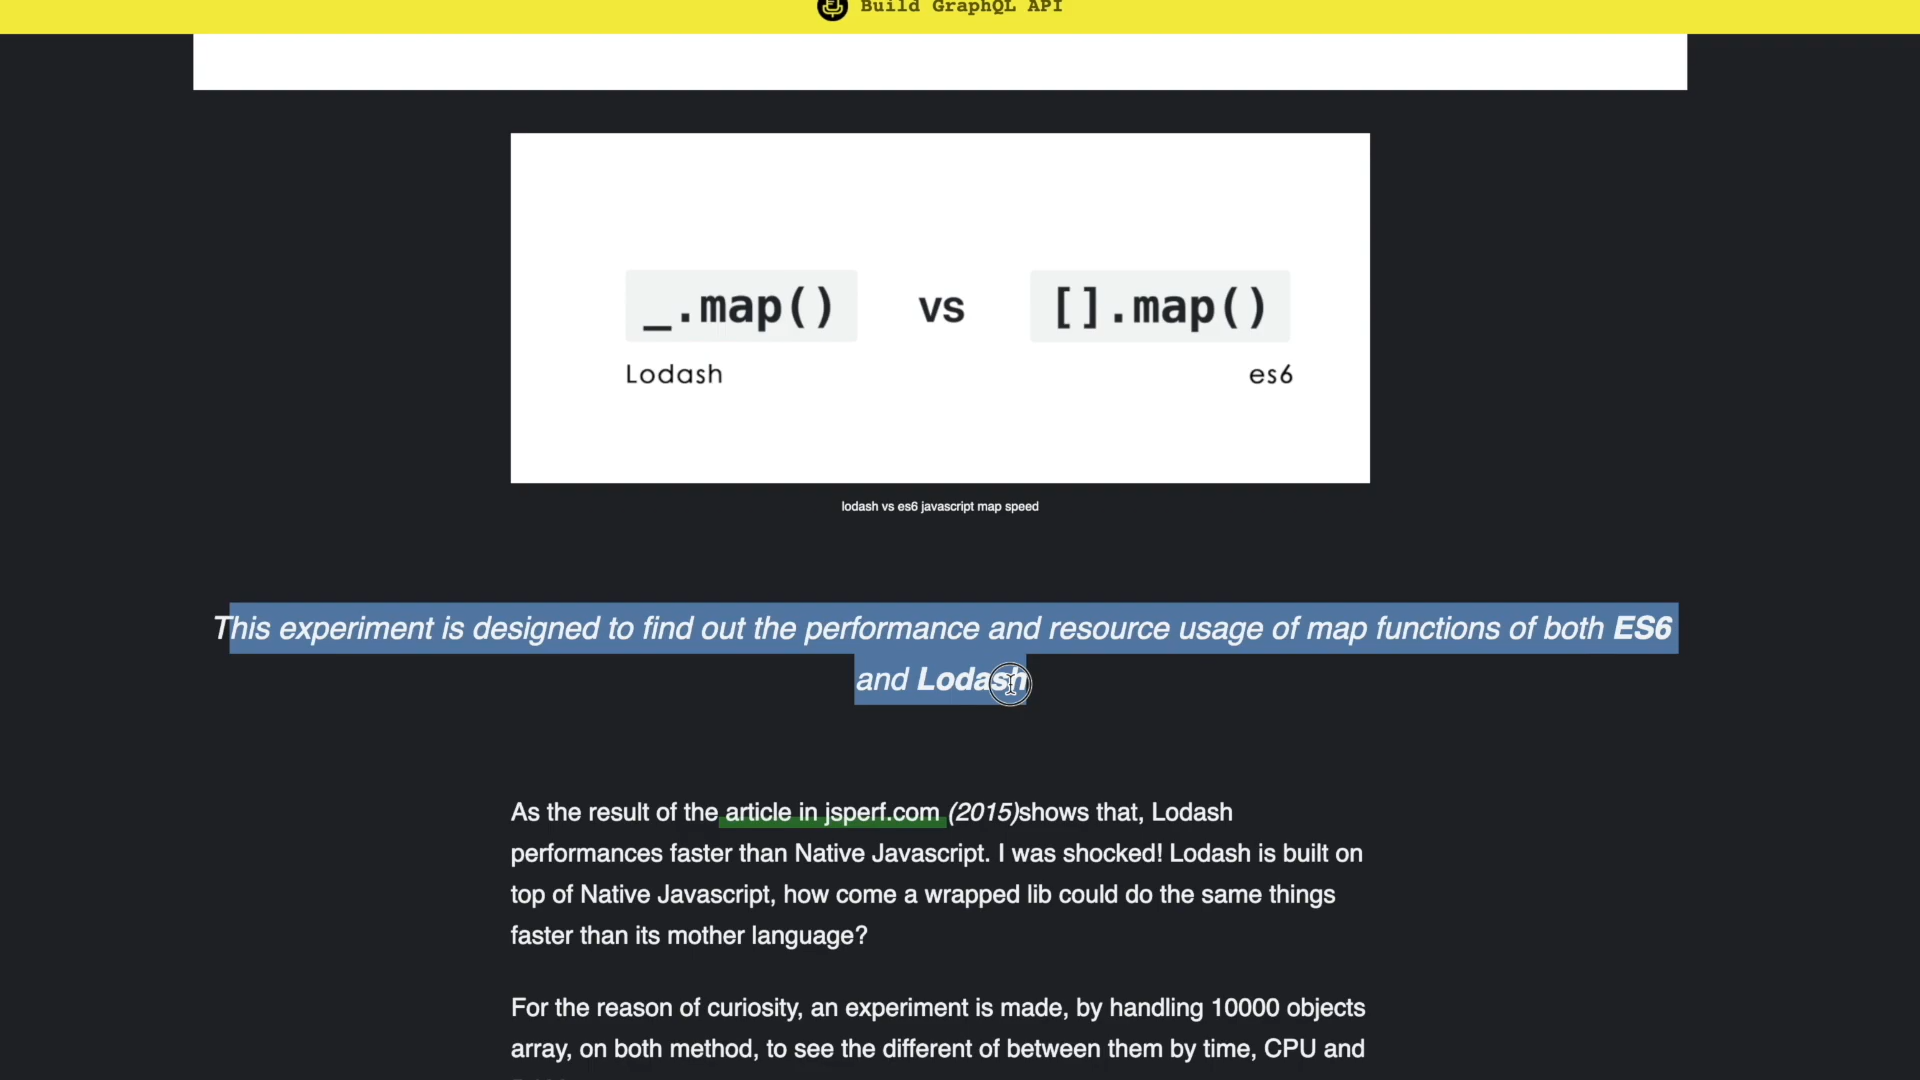 Build GraphQL API
_.map() vs [].map()
Lodash es6
lodash vs es6 javascript map speed
This experiment is designed to find out the performance and resource usage of map functions of both ES6
and Lodash
As the result of the article in jsperf.com (2015)shows that, Lodash
performances faster than Native Javascript. I was shocked! Lodash is built on
top of Native Javascript, how come a wrapped lib could do the same things
faster than its mother language?
For the reason of curiosity, an experiment is made, by handling 10000 objects
array, on both method, to see the different of between them by time, CPU and